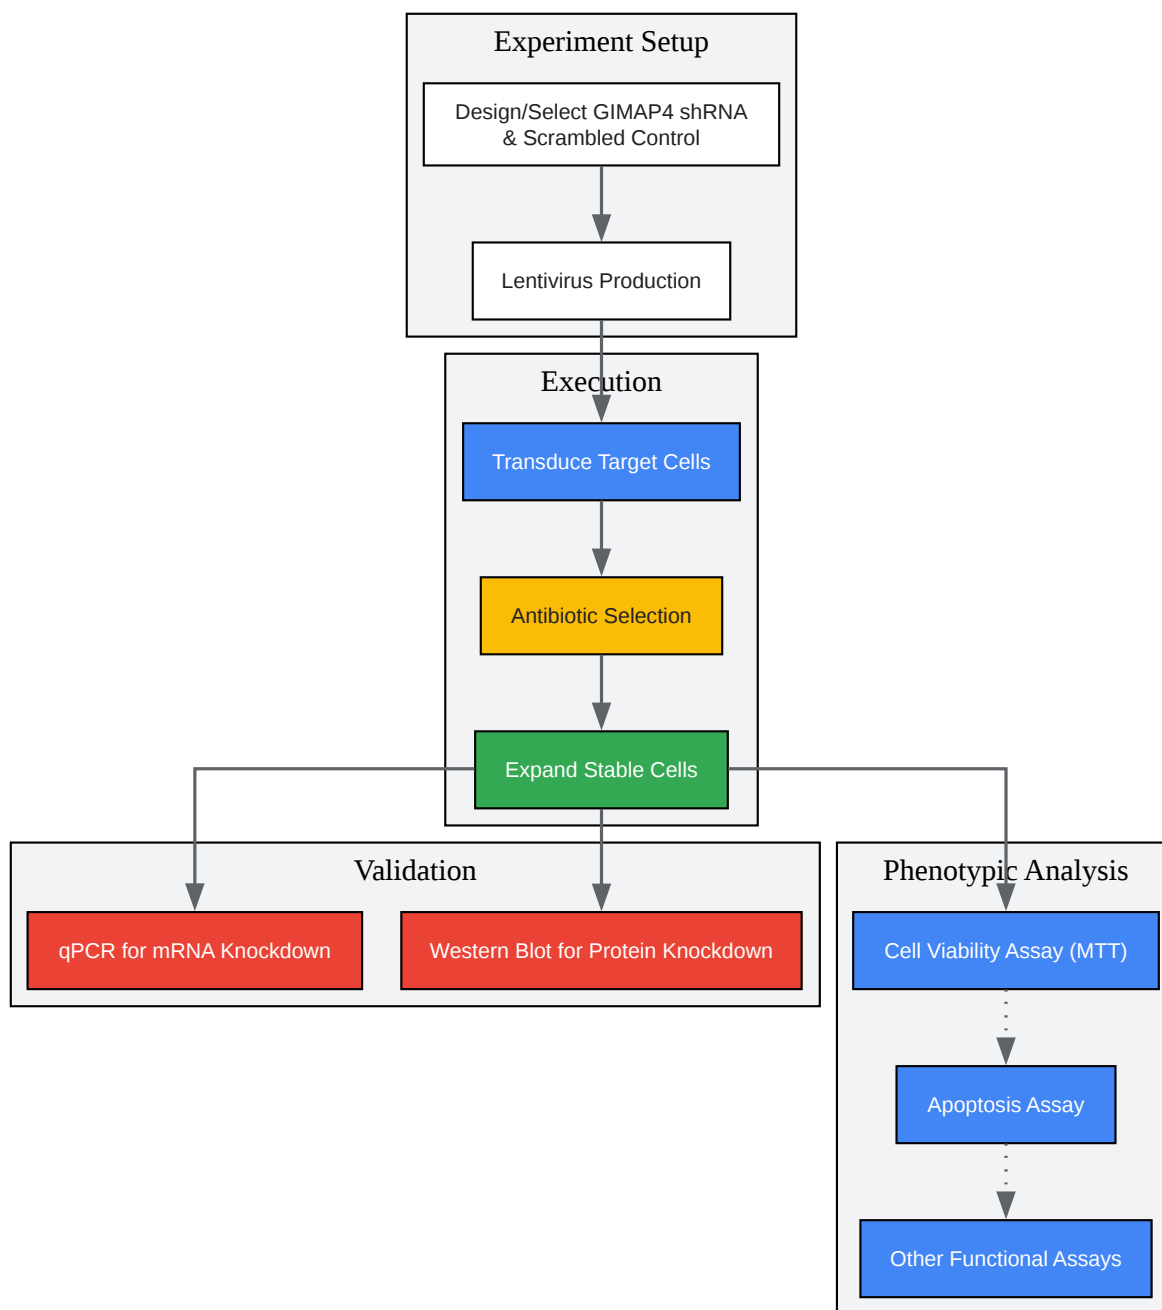 Experiment Setup
Design/Select GIMAP4 shRNA
& Scrambled Control
Lentivirus Production
Execution
Transduce Target Cells
Antibiotic Selection
Expand Stable Cells
Validation
qPCR for mRNA Knockdown
Western Blot for Protein Knockdown
Phenotypic Analysis
Cell Viability Assay (MTT)
Apoptosis Assay
Other Functional Assays